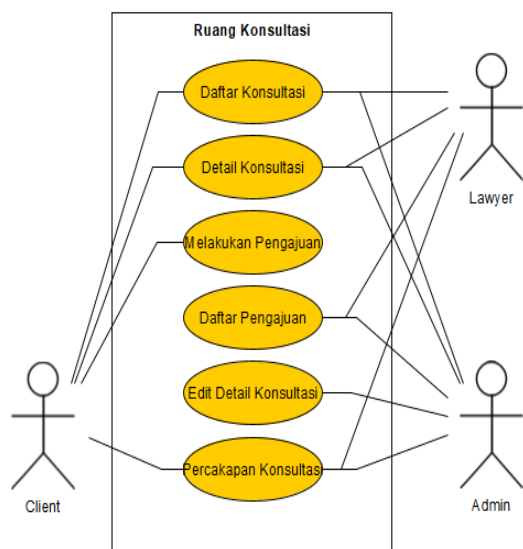 Ruang Konsultasi
Daftar Konsultasi
Detail Konsultasi
Melakukan Pengajuan
Daftar Pengajuan
Edit Detail Konsultasi
Percakapan Konsultasi
Lawyer
Client
Admin